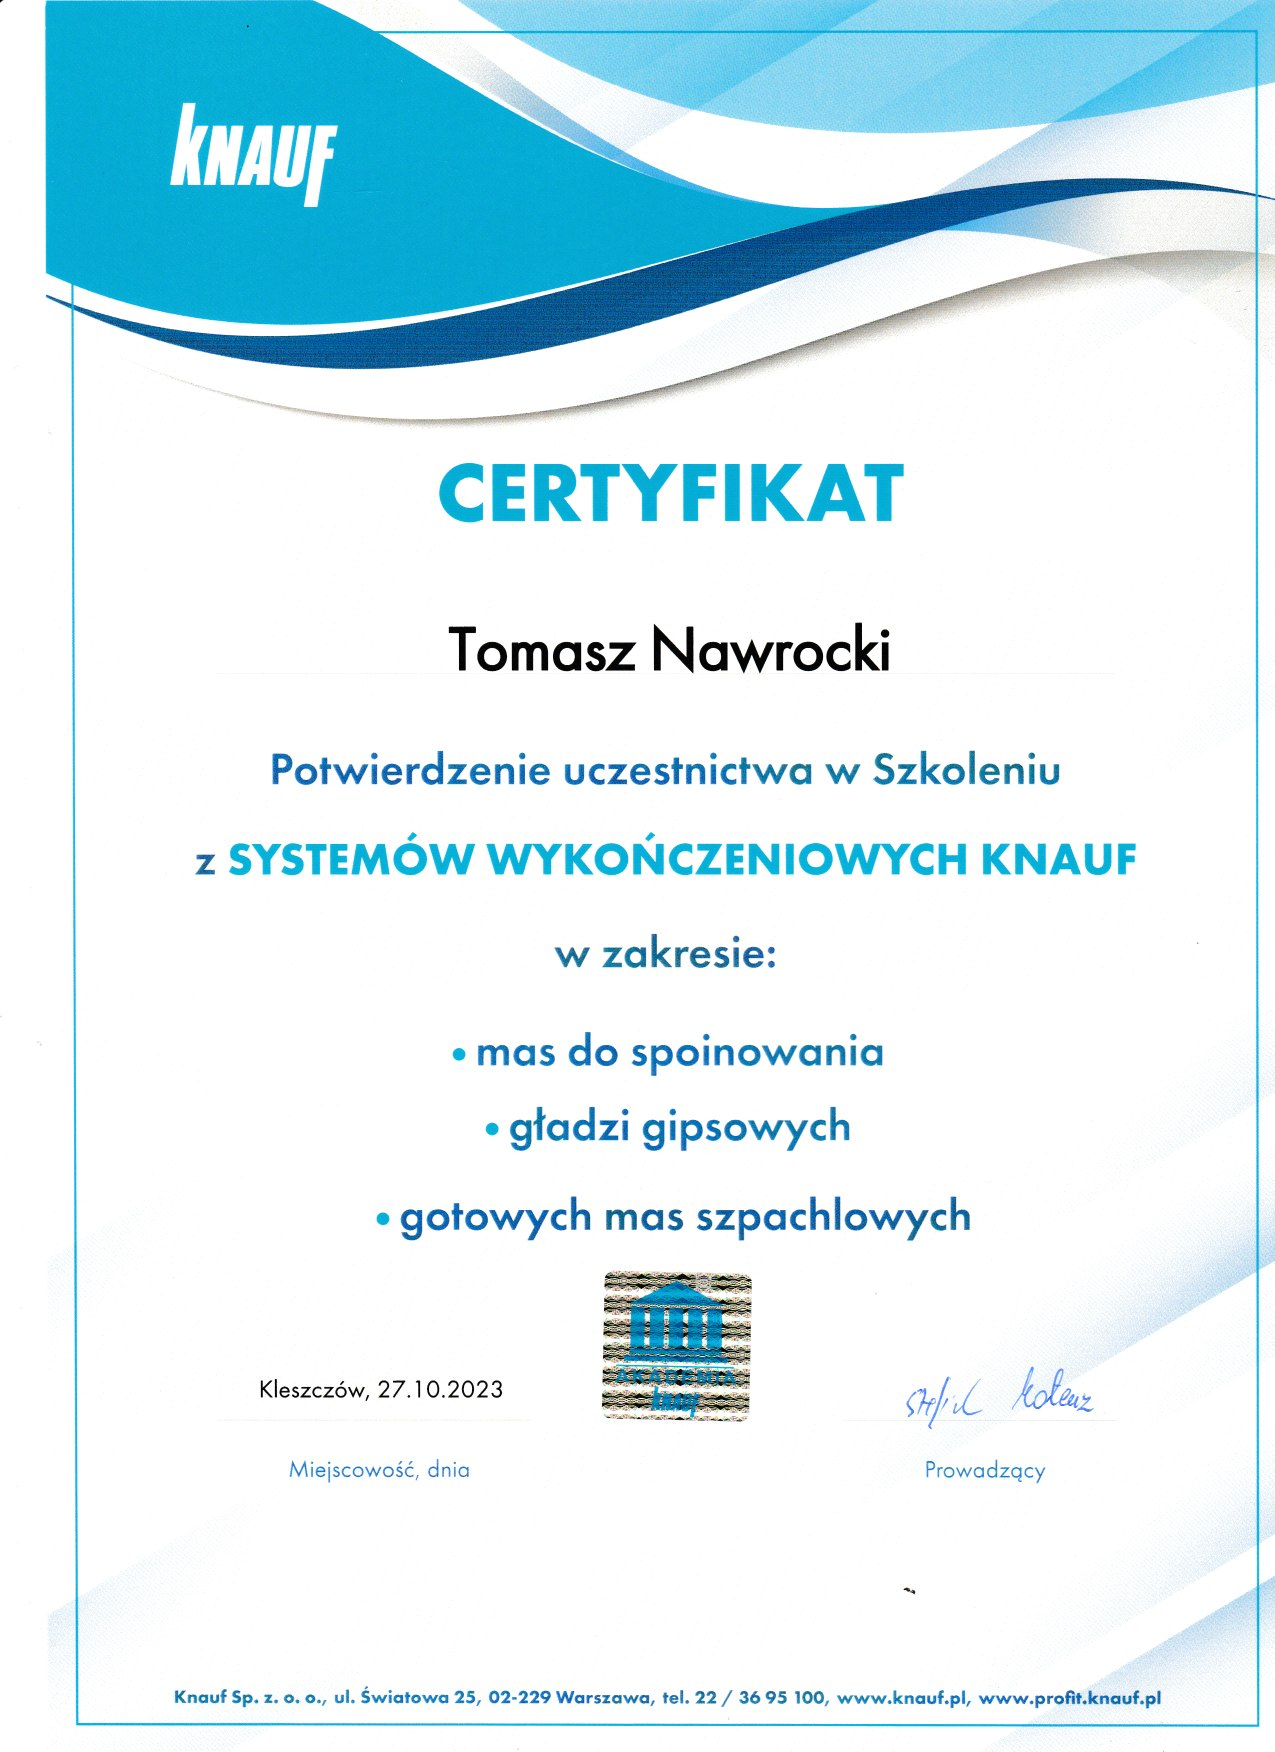 KNAUF
CERTYFIKAT
Tomasz Nawrocki
Potwierdzenie uczestnictwa w Szkoleniu
z SYSTEMÓW WYKOŃCZENIOWYCH KNAUF
w zakresie:
• mas do spoinowania
• gładzi gipsowych
• gotowych mas szpachlowych
AKADEMIA
KNAUF
Kleszczów, 27.10.2023
Miejscowość, dnia
Prowadzący
Knauf Sp. z. o. o., ul. Światowa 25, 02-229 Warszawa, tel. 22 / 36 95 100, www.knauf.pl, www.profit.knauf.pl